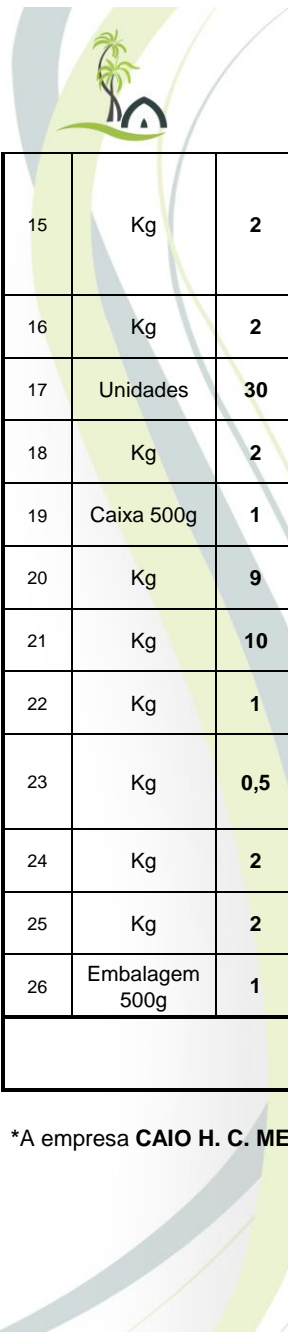 15 Kg 2
16 Kg 2
17 Unidades 30
18 Kg 2
19 Caixa 500g 1
20 Kg 9
21 Kg 10
22 Kg 1
23 Kg 0,5
24 Kg 2
25 Kg 2
26 Embalagem 500g 1
*A empresa CAIO H. C. ME